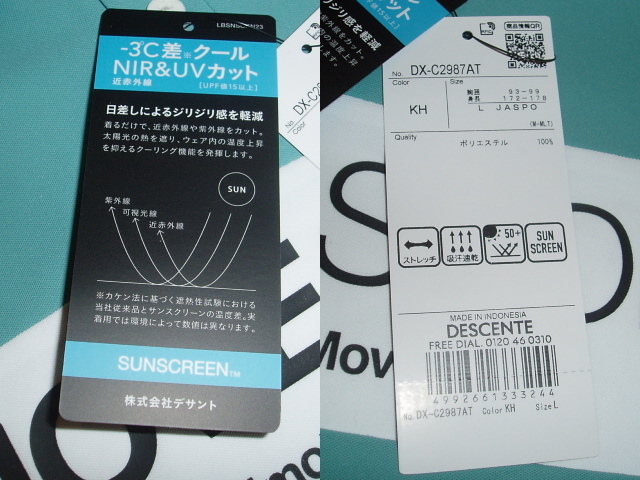 -3℃差※クール
NIR&UVカット
近赤外線 [UPF値15以上]
日差しによるジリジリ感を軽減
着るだけで、近赤外線や紫外線をカット。
太陽光の熱を遮り、ウェア内の温度上昇
を抑えるクーリング機能を発揮します。
SUN
紫外線
可視光線
近赤外線
※カケン法に基づく遮熱性試験における
当社従来品とサンスクリーンの温度差。実
着用では環境によって数値は異なります。
SUNSCREEN™
株式会社デサント
No. DX-C2987AT
Color
商品情報QR
No. DX-C2987AT
Color Size
KH
胸囲 93-99
身長 172-178
L JASPO
(M-ML,T)
Quality
ポリエステル 100%
ストレッチ
吸汗速乾
50+
SUN
SCREEN
MADE IN INDONESIA
DESCENTE
FREE DIAL. 0120 46 0310
4992661333244
No. DX-C2987AT Color KH Size L
Mov